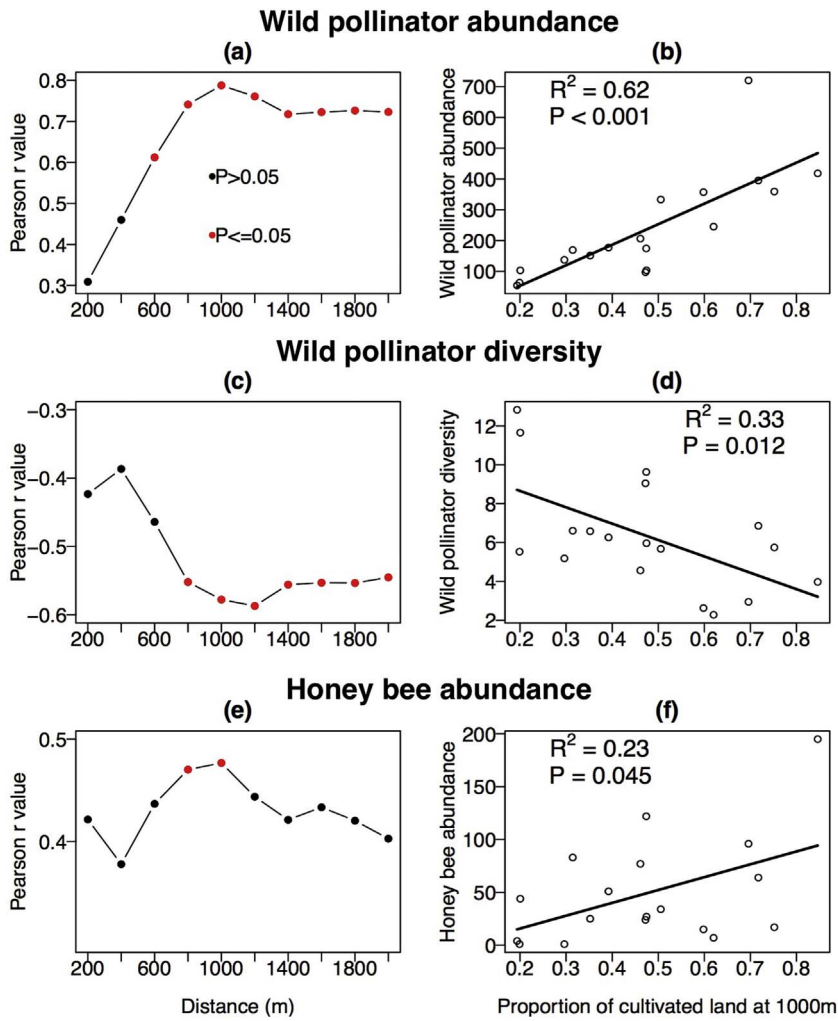 Wild pollinator abundance
(a)
Pearson r value
0.8
0.7
0.6
0.5
0.4
0.3
P>0.05
P<=0.05
200 600 1000 1400 1800
(b)
Wild pollinator abundance
700
600
500
400
300
200
100
R² = 0.62
P < 0.001
0.2 0.3 0.4 0.5 0.6 0.7 0.8
Wild pollinator diversity
(c)
Pearson r value
−0.3
−0.4
−0.5
−0.6
200 600 1000 1400 1800
(d)
Wild pollinator diversity
12
10
8
6
4
2
R² = 0.33
P = 0.012
0.2 0.3 0.4 0.5 0.6 0.7 0.8
Honey bee abundance
(e)
Pearson r value
0.5
0.4
200 600 1000 1400 1800
Distance (m)
(f)
Honey bee abundance
200
150
100
50
0
R² = 0.23
P = 0.045
0.2 0.3 0.4 0.5 0.6 0.7 0.8
Proportion of cultivated land at 1000m